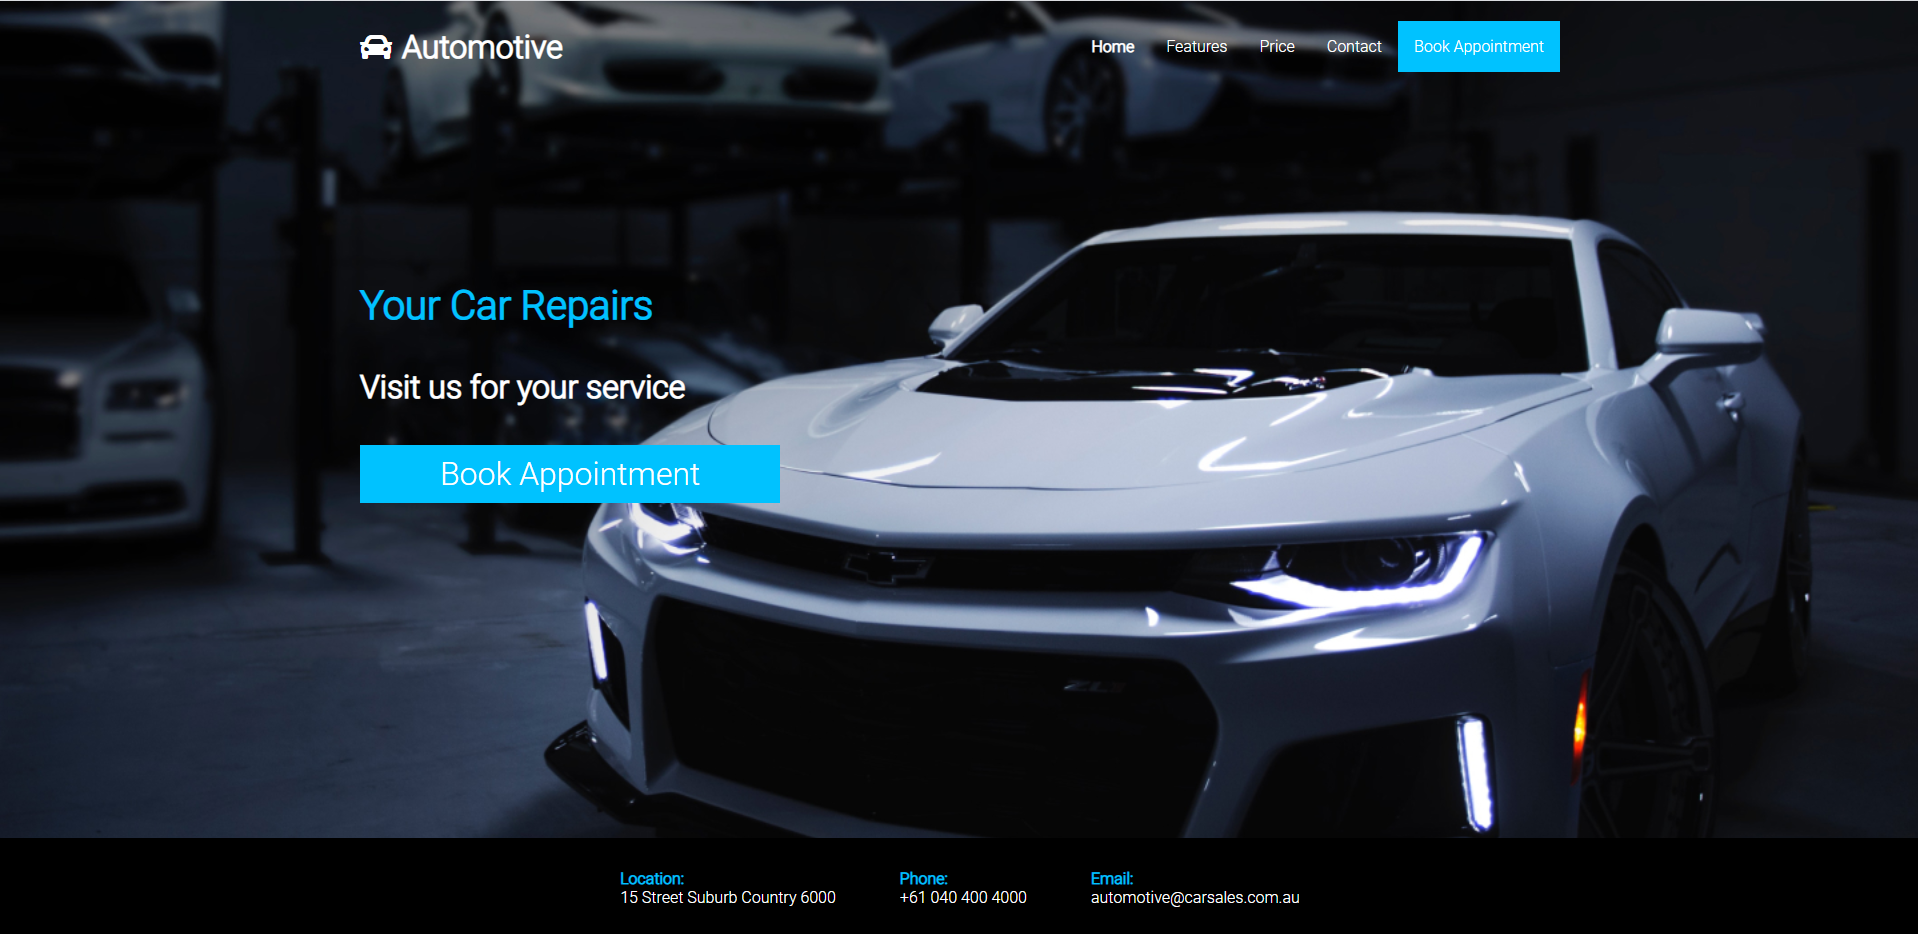 Automotive
Home Features Price Contact Book Appointment
Your Car Repairs
Visit us for your service
Book Appointment
ZL1
Location: Phone: Email:
15 Street Suburb Country 6000 +61 040 400 4000 automotive@carsales.com.au